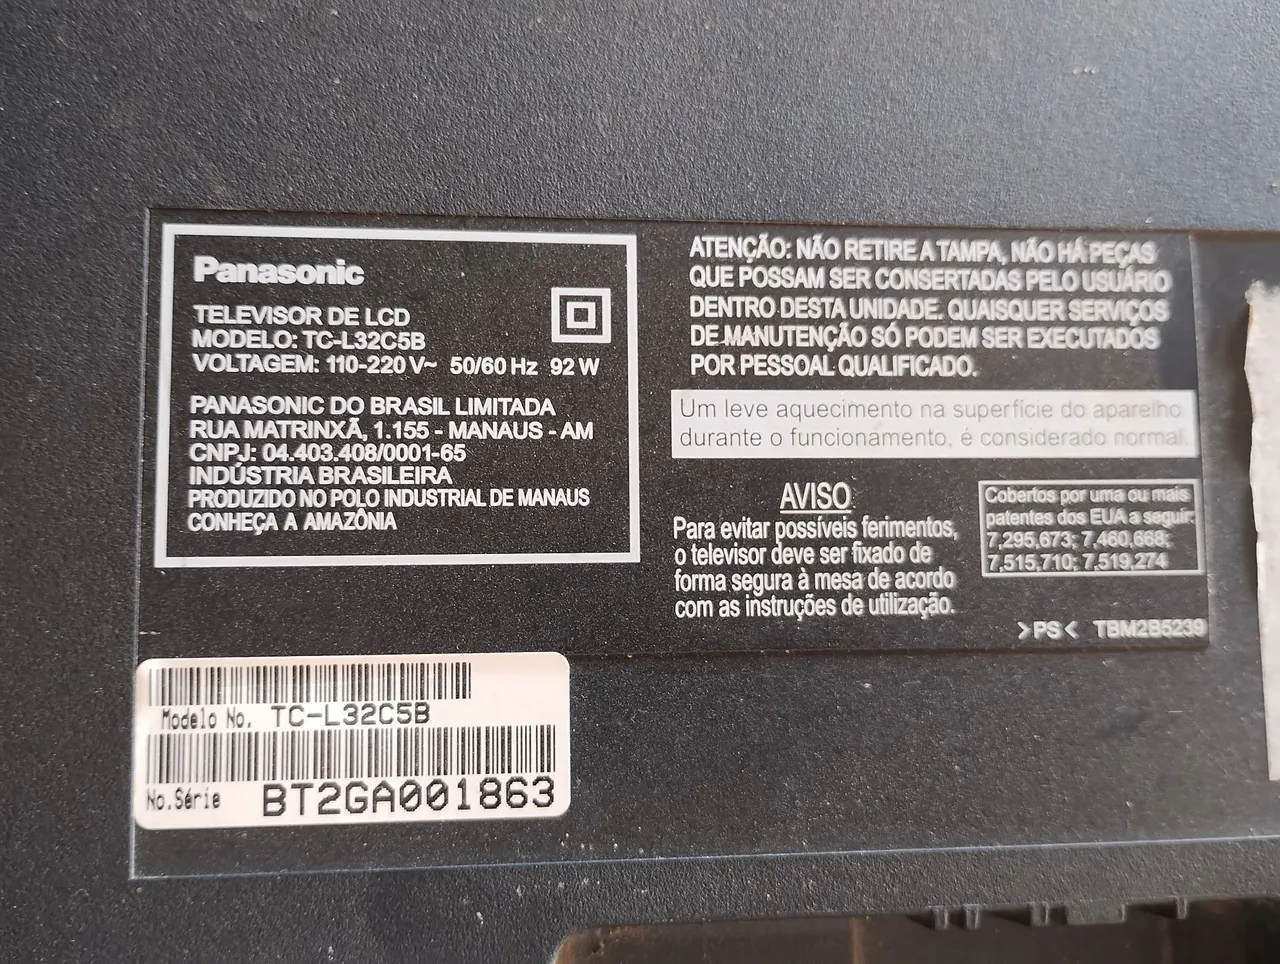 Panasonic
TELEVISOR DE LCD
MODELO: TC-L32C5B
VOLTAGEM: 110-220 V~ 50/60 Hz 92 W
PANASONIC DO BRASIL LIMITADA
RUA MATRINXÃ, 1.155 - MANAUS - AM
CNPJ: 04.403.408/0001-65
INDÚSTRIA BRASILEIRA
PRODUZIDO NO POLO INDUSTRIAL DE MANAUS
CONHEÇA A AMAZÔNIA
ATENÇÃO: NÃO RETIRE A TAMPA, NÃO HÁ PEÇAS
QUE POSSAM SER CONSERTADAS PELO USUÁRIO
DENTRO DESTA UNIDADE. QUAISQUER SERVIÇOS
DE MANUTENÇÃO SÓ PODEM SER EXECUTADOS
POR PESSOAL QUALIFICADO.
Um leve aquecimento na superfície do aparelho
durante o funcionamento, é considerado normal.
AVISO
Para evitar possíveis ferimentos,
o televisor deve ser fixado de
forma segura à mesa de acordo
com as instruções de utilização.
Cobertos por uma ou mais
patentes dos EUA a seguir:
7,295,673; 7,460,668;
7,515,710; 7,519,274
>PS< TBM2B5239
Modelo No. TC-L32C5B
No.Série BT2GA001863